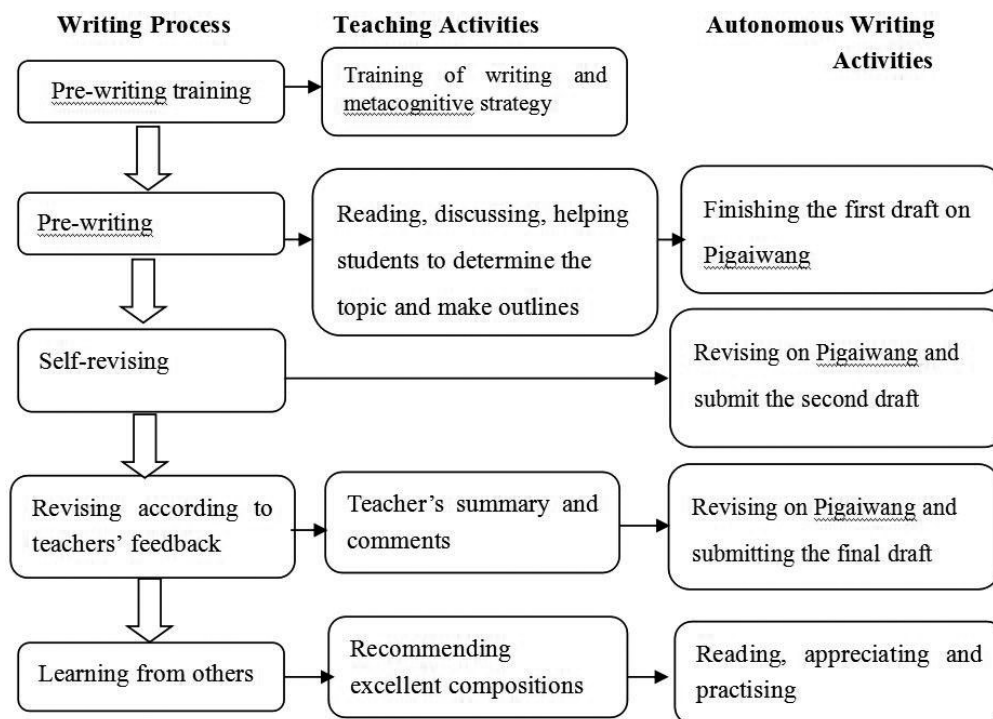 Writing Process
Teaching Activities
Autonomous Writing
Activities
Pre-writing training
Training of writing and
metacognitive strategy
Pre-writing
Reading, discussing, helping
students to determine the
topic and make outlines
Finishing the first draft on
Pigaiwang
Self-revising
Revising on Pigaiwang and
submit the second draft
Revising according to
teachers’ feedback
Teacher’s summary and
comments
Revising on Pigaiwang and
submitting the final draft
Learning from others
Recommending
excellent compositions
Reading, appreciating and
practising